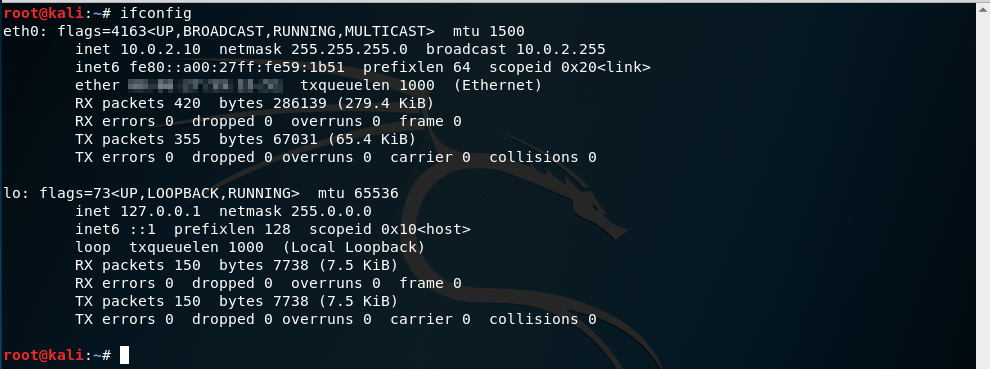 root@kali:~# ifconfig
eth0: flags=4163<UP,BROADCAST,RUNNING,MULTICAST>  mtu 1500
        inet 10.0.2.10  netmask 255.255.255.0  broadcast 10.0.2.255
        inet6 fe80::a00:27ff:fe59:1b51  prefixlen 64  scopeid 0x20<link>
        ether  txqueuelen 1000  (Ethernet)
        RX packets 420  bytes 286139 (279.4 KiB)
        RX errors 0  dropped 0  overruns 0  frame 0
        TX packets 355  bytes 67031 (65.4 KiB)
        TX errors 0  dropped 0 overruns 0  carrier 0  collisions 0

lo: flags=73<UP,LOOPBACK,RUNNING>  mtu 65536
        inet 127.0.0.1  netmask 255.0.0.0
        inet6 ::1  prefixlen 128  scopeid 0x10<host>
        loop  txqueuelen 1000  (Local Loopback)
        RX packets 150  bytes 7738 (7.5 KiB)
        RX errors 0  dropped 0  overruns 0  frame 0
        TX packets 150  bytes 7738 (7.5 KiB)
        TX errors 0  dropped 0 overruns 0  carrier 0  collisions 0

root@kali:~#